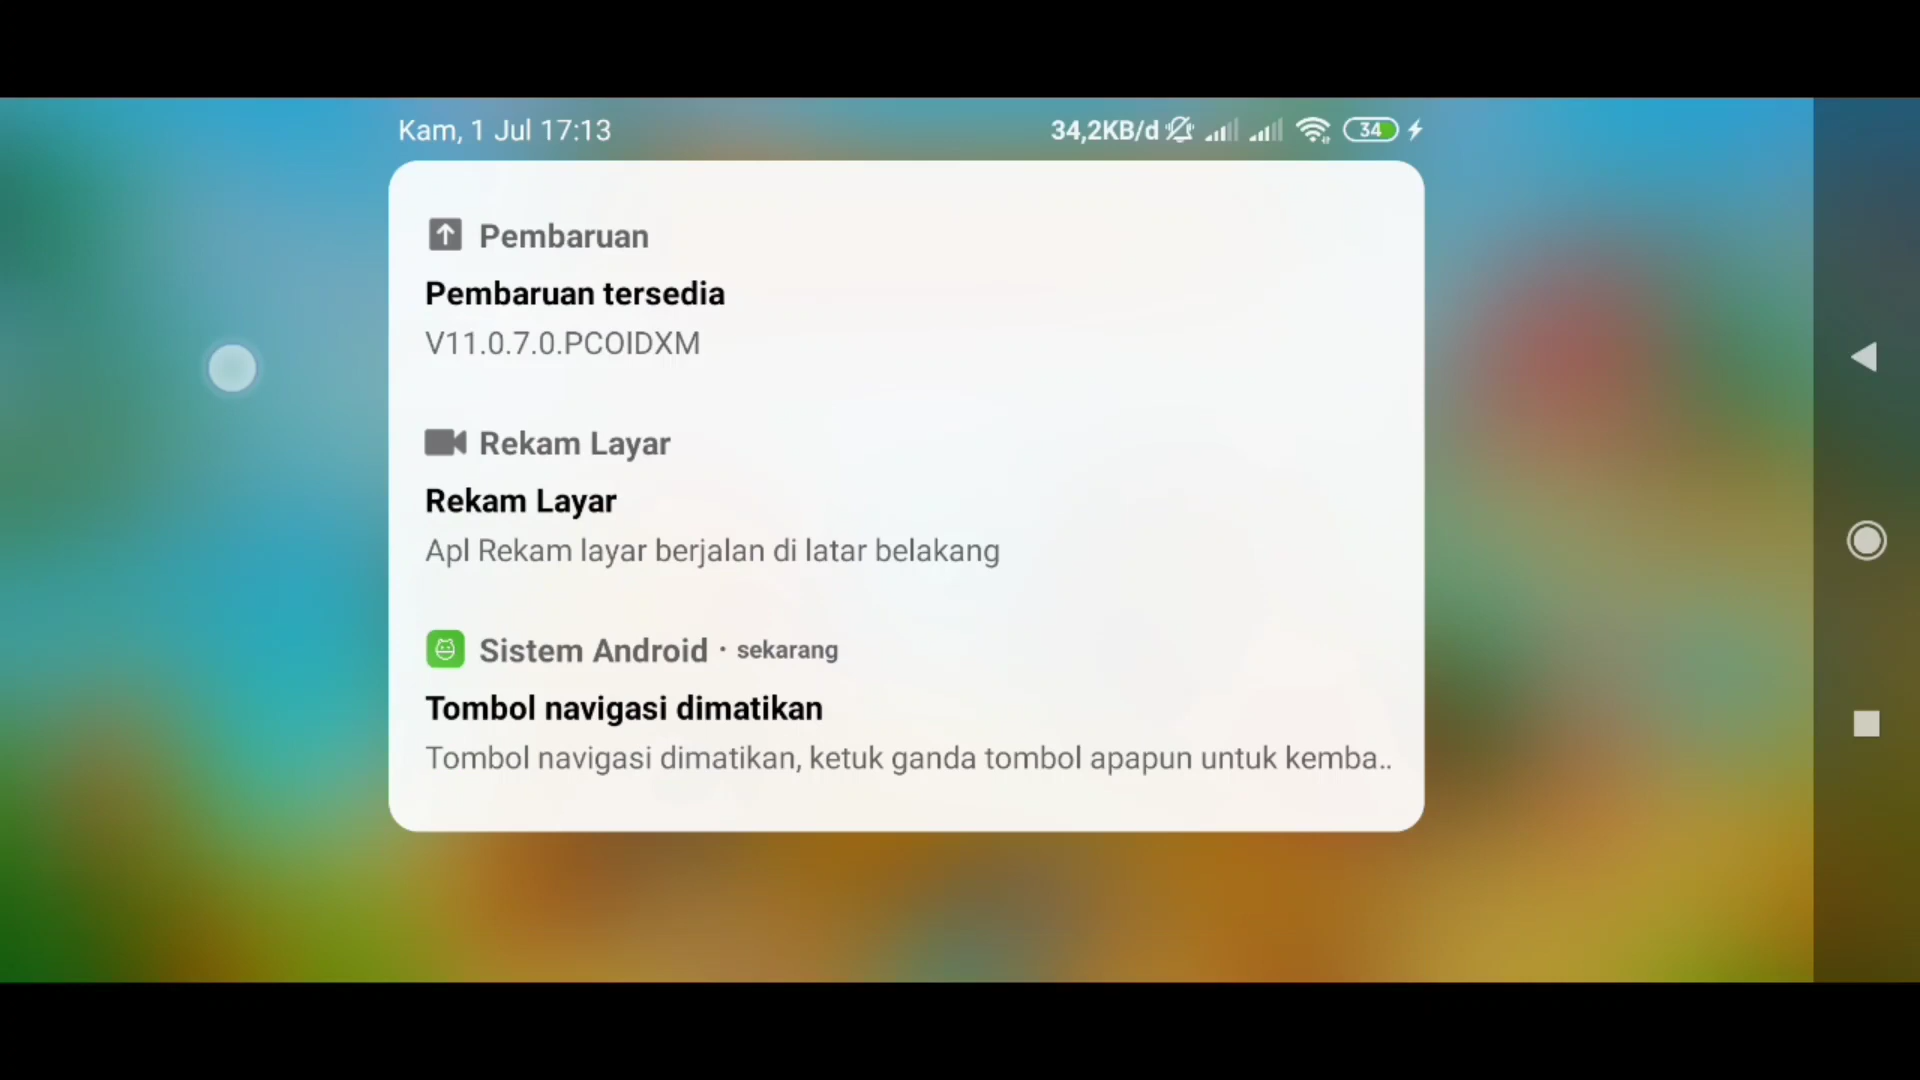 Kam, 1 Jul 17:13
34,2KB/d 34
Pembaruan
Pembaruan tersedia
V11.0.7.0.PCOIDXM
Rekam Layar
Rekam Layar
Apl Rekam layar berjalan di latar belakang
Sistem Android · sekarang
Tombol navigasi dimatikan
Tombol navigasi dimatikan, ketuk ganda tombol apapun untuk kemba..